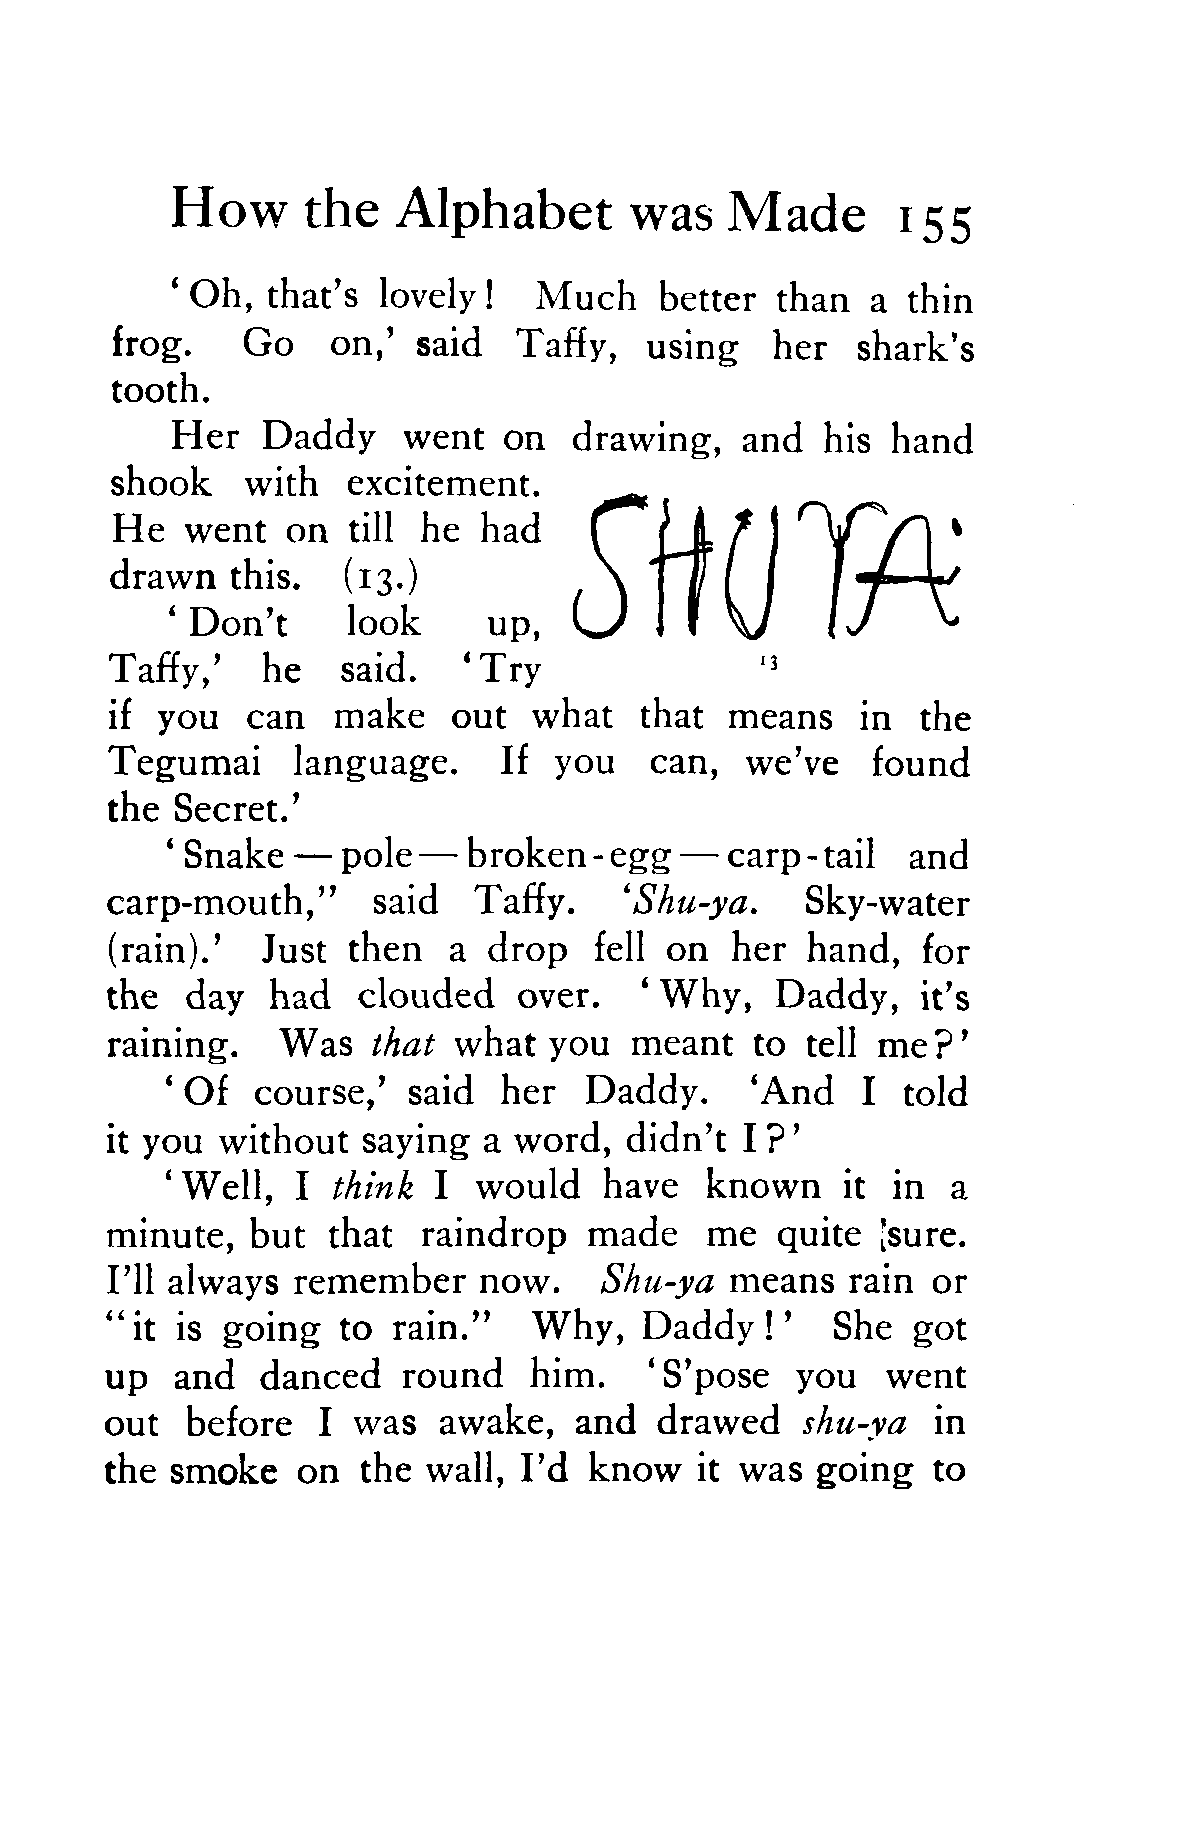 How the Alphabet was Made 155
‘Oh, that’s lovely! Much better than a thin
frog. Go on,’ said Taffy, using her shark’s
tooth.
Her Daddy went on drawing, and his hand
shook with excitement.
He went on till he had
drawn this. (13.)
SHUYA
13
‘Don’t look up,
Taffy,’ he said. ‘Try
if you can make out what that means in the
Tegumai language. If you can, we’ve found
the Secret.’
‘Snake—pole—broken-egg—carp-tail and
carp-mouth,” said Taffy. ‘Shu-ya. Sky-water
(rain).’ Just then a drop fell on her hand, for
the day had clouded over. ‘Why, Daddy, it’s
raining. Was that what you meant to tell me?’
‘Of course,’ said her Daddy. ‘And I told
it you without saying a word, didn’t I?’
‘Well, I think I would have known it in a
minute, but that raindrop made me quite sure.
I’ll always remember now. Shu-ya means rain or
“it is going to rain.” Why, Daddy!’ She got
up and danced round him. ‘S’pose you went
out before I was awake, and drawed shu-ya in
the smoke on the wall, I’d know it was going to